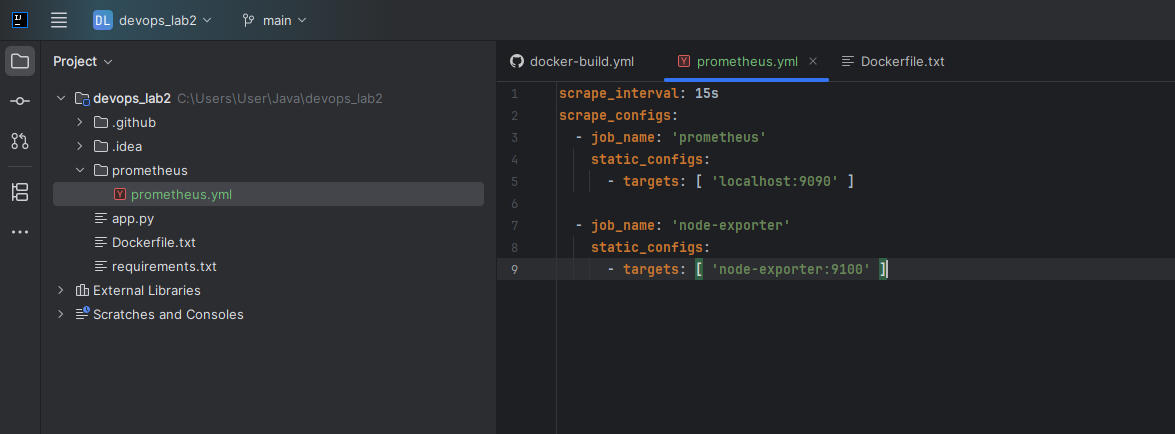 DL devops_lab2 main
Project
devops_lab2 C:\Users\User\Java\devops_lab2
.github
.idea
prometheus
prometheus.yml
app.py
Dockerfile.txt
requirements.txt
External Libraries
Scratches and Consoles
docker-build.yml prometheus.yml Dockerfile.txt
1 scrape_interval: 15s
2 scrape_configs:
3 - job_name: 'prometheus'
4 static_configs:
5 - targets: [ 'localhost:9090' ]
6
7 - job_name: 'node-exporter'
8 static_configs:
9 - targets: [ 'node-exporter:9100' ]